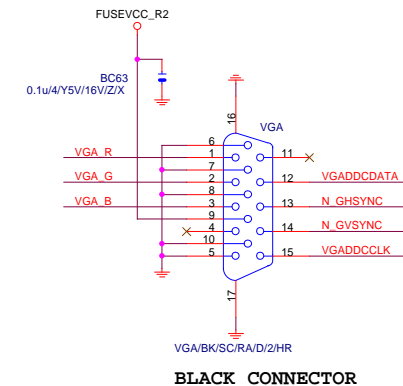 FUSEVCC_R2
BC63
0.1u/4/Y5V/16V/Z/X
16
VGA
6
VGA_R 1 11
7
VGA_G 2 12 VGADDCDATA
8
VGA_B 3 13 N_GHSYNC
9
4 14 N_GVSYNC
10
5 15 VGADDCCLK
17
VGA/BK/SC/RA/D/2/HR
BLACK CONNECTOR